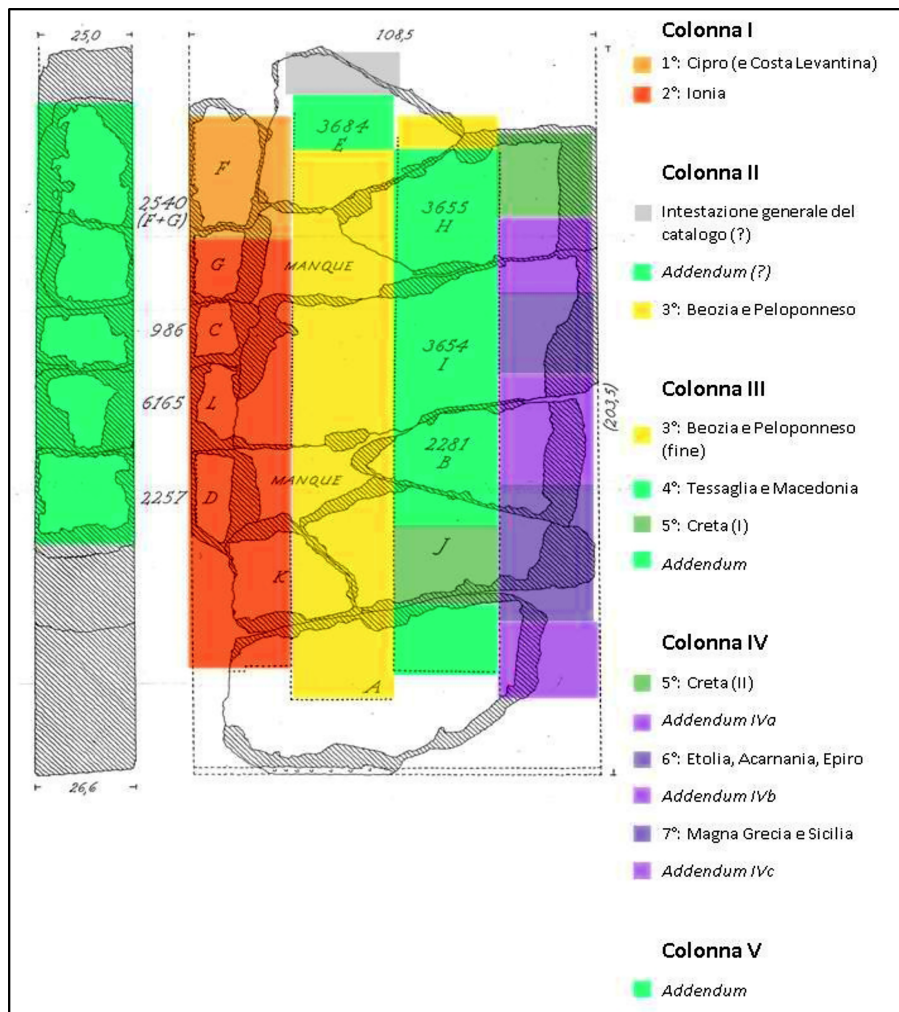 25,0
108,5
3684
E
F
2540
(F+G)
3655
H
G
MANQUE
986
C
3654
I
6165
L
(203,5)
2281
B
MANQUE
2257
D
J
K
A
26,6
Colonna I
1°: Cipro (e Costa Levantina)
2°: Ionia
Colonna II
Intestazione generale del
catalogo (?)
Addendum (?)
3°: Beozia e Peloponneso
Colonna III
3°: Beozia e Peloponneso
(fine)
4°: Tessaglia e Macedonia
5°: Creta (I)
Addendum
Colonna IV
5°: Creta (II)
Addendum IVa
6°: Etolia, Acarnania, Epiro
Addendum IVb
7°: Magna Grecia e Sicilia
Addendum IVc
Colonna V
Addendum